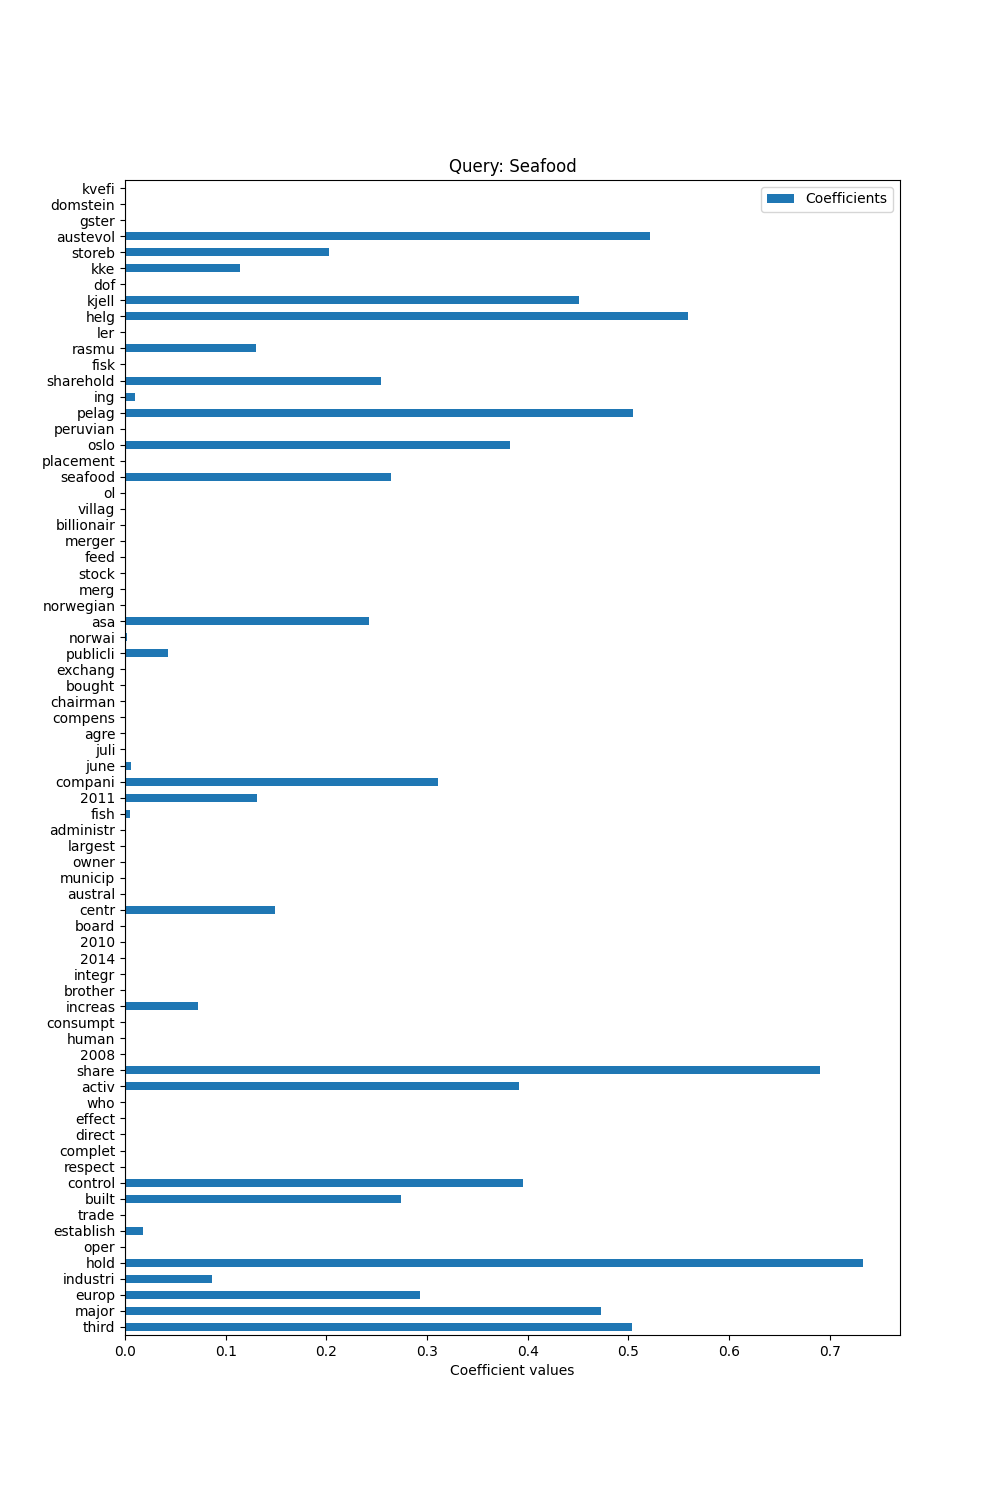 Query: Seafood
Coefficients
kvefi
domstein
gster
austevol
storeb
kke
dof
kjell
helg
ler
rasmu
fisk
sharehold
ing
pelag
peruvian
oslo
placement
seafood
ol
villag
billionair
merger
feed
stock
merg
norwegian
asa
norwai
publicli
exchang
bought
chairman
compens
agre
juli
june
compani
2011
fish
administr
largest
owner
municip
austral
centr
board
2010
2014
integr
brother
increas
consumpt
human
2008
share
activ
who
effect
direct
complet
respect
control
built
trade
establish
oper
hold
industri
europ
major
third
0.0 0.1 0.2 0.3 0.4 0.5 0.6 0.7
Coefficient values